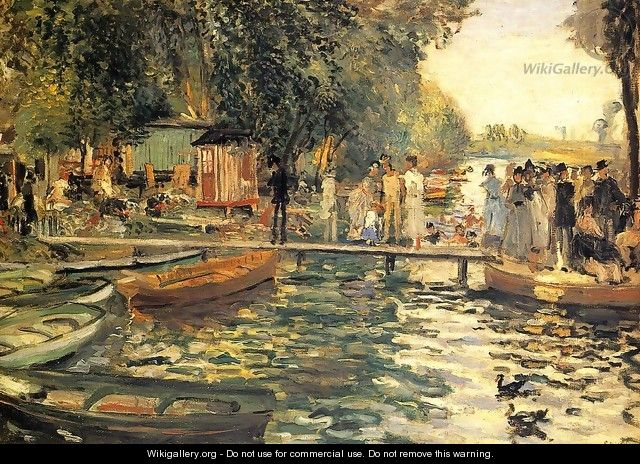 WikiGallery.org
Wikigallery.org - Do not use for commercial use. Do not remove this warning.